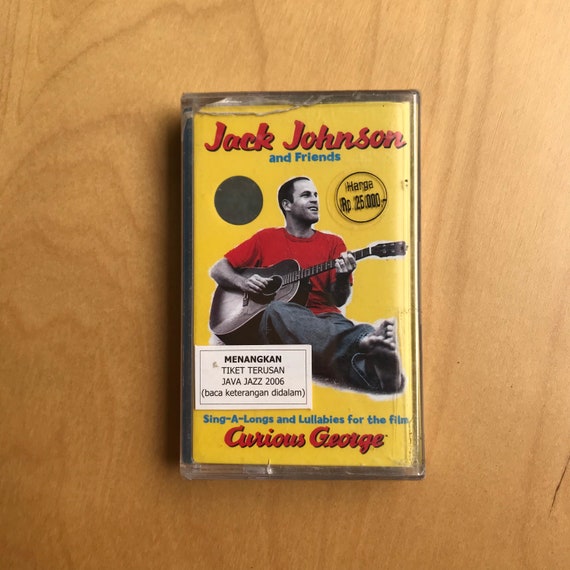 Jack Johnson
and Friends
Harga
Rp 25.000,-
MENANGKAN
TIKET TERUSAN
JAVA JAZZ 2006
(baca keterangan didalam)
Sing-A-Longs and Lullabies for the film
Curious George